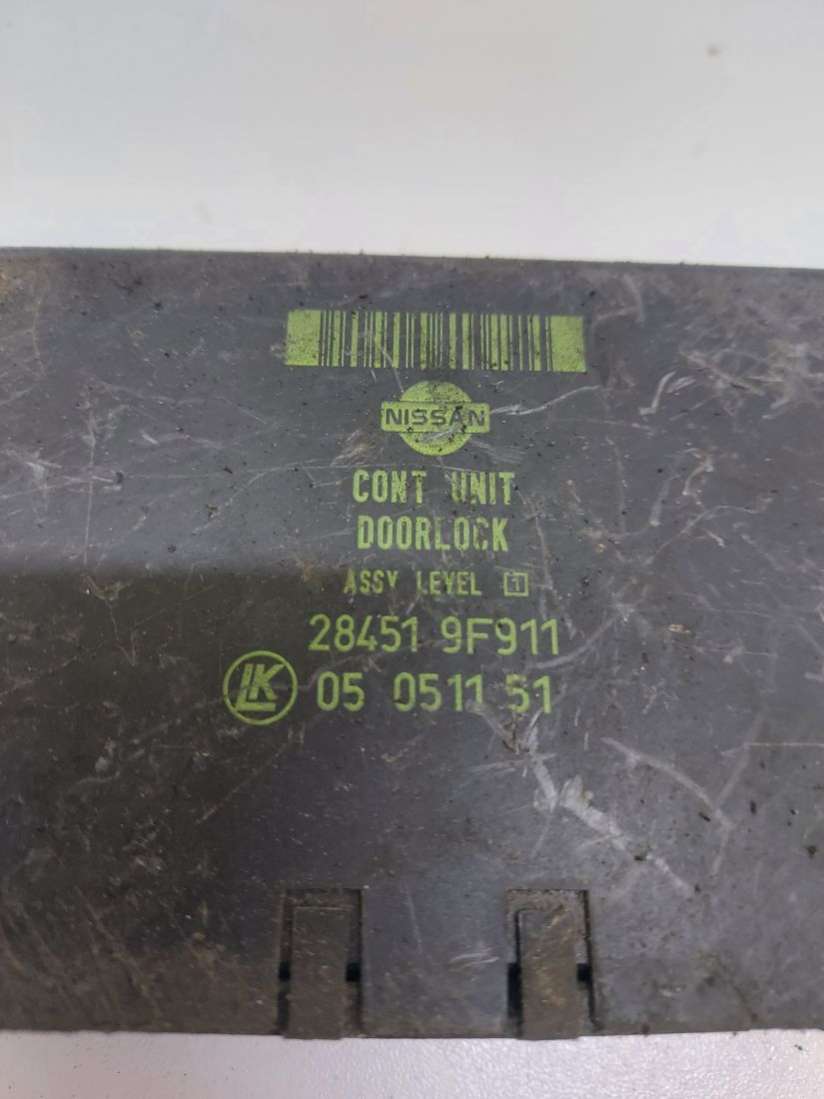 NISSAN
CONT UNIT
DOORLOCK
ASSY LEVEL 1
28451 9F911
LK 05 0511 51